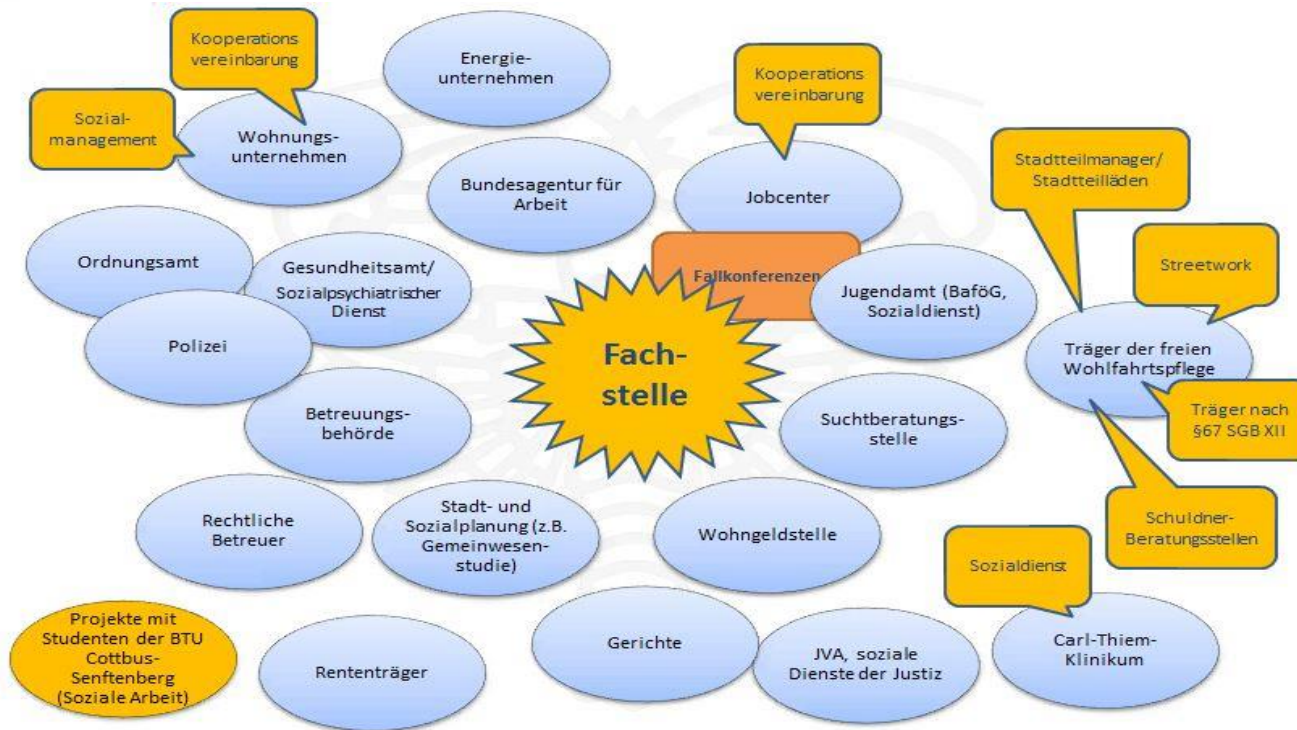 Kooperations
vereinbarung
Sozial-
management
Wohnungs-
unternehmen
Energie-
unternehmen
Bundesagentur für
Arbeit
Kooperations
vereinbarung
Jobcenter
Stadtteilmanager/
Stadtteilläden
Streetwork
Ordnungsamt
Gesundheitsamt/
Sozialpsychiatrischer
Dienst
Polizei
Fallkonferenzen
Jugendamt (BaföG,
Sozialdienst)
Träger der freien
Wohlfahrtspflege
Träger nach
§67 SGB XII
Schuldner-
Beratungsstellen
Fach-
stelle
Betreuungs-
behörde
Suchtberatungs-
stelle
Rechtliche
Betreuer
Stadt- und
Sozialplanung (z.B.
Gemeinwesen-
studie)
Wohngeldstelle
Sozialdienst
Carl-Thiem-
Klinikum
Projekte mit
Studenten der BTU
Cottbus-
Senftenberg
(Soziale Arbeit)
Rententräger
Gerichte
JVA, soziale
Dienste der Justiz